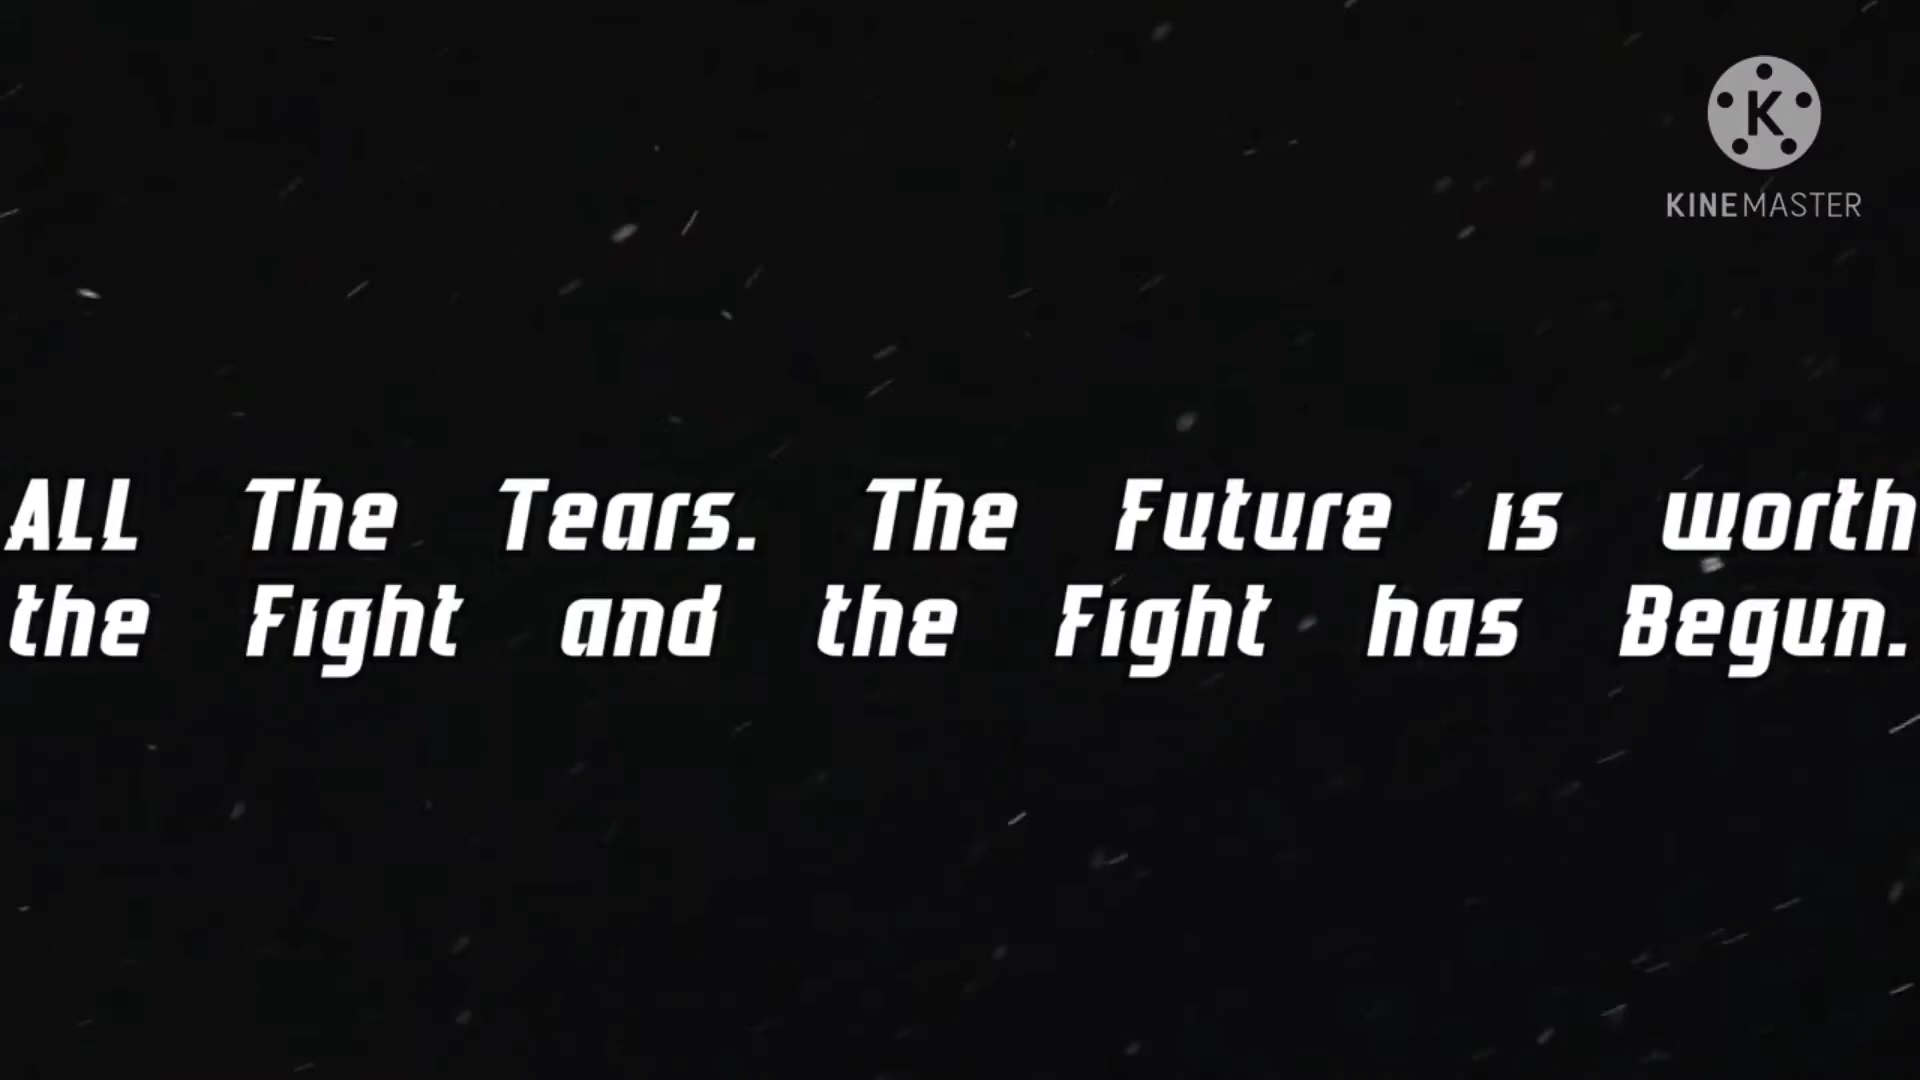 K
KINEMASTER
ALL The Tears. The Future is worth
the Fight and the Fight has Begun.